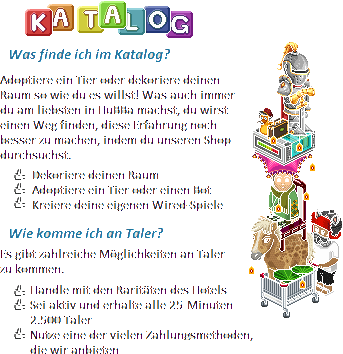 KATALOG
Was finde ich im Katalog?
Adoptiere ein Tier oder dekoriere deinen
Raum so wie du es willst! Was auch immer
du am liebsten in HuBBa machst, du wirst
einen Weg finden, diese Erfahrung noch
besser zu machen, indem du unseren Shop
durchsuchst.
Dekoriere deinen Raum
Adoptiere ein Tier oder einen Bot
Kreiere deine eigenen Wired-Spiele
Wie komme ich an Taler?
Es gibt zahlreiche Möglichkeiten an Taler
zu kommen.
Handle mit den Raritäten des Hotels
Sei aktiv und erhalte alle 25 Minuten
2.500 Taler
Nutze eine der vielen Zahlungsmethoden,
die wir anbieten